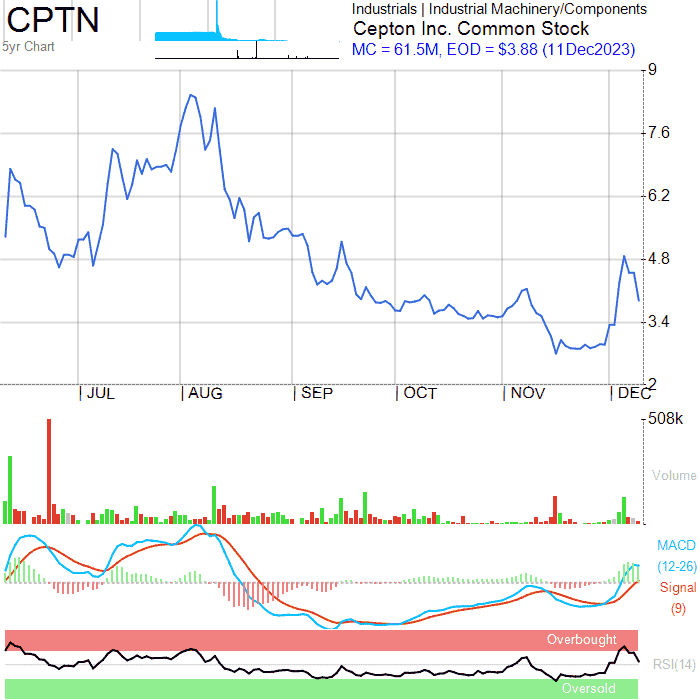 CPTN
5yr Chart
Industrials | Industrial Machinery/Components
Cepton Inc. Common Stock
MC = 61.5M, EOD = $3.88 (11Dec2023)
9
7.6
6.2
4.8
3.4
2
JUL
AUG
SEP
OCT
NOV
DEC
508k
Volume
MACD
(12-26)
Signal
(9)
Overbought
RSI(14)
Oversold